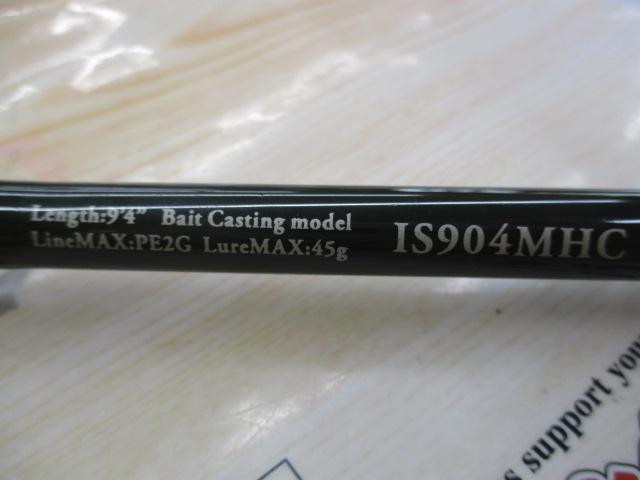 Length:9'4" Bait Casting model
LineMAX:PE2G LureMAX:45g
IS904MHC
s support you